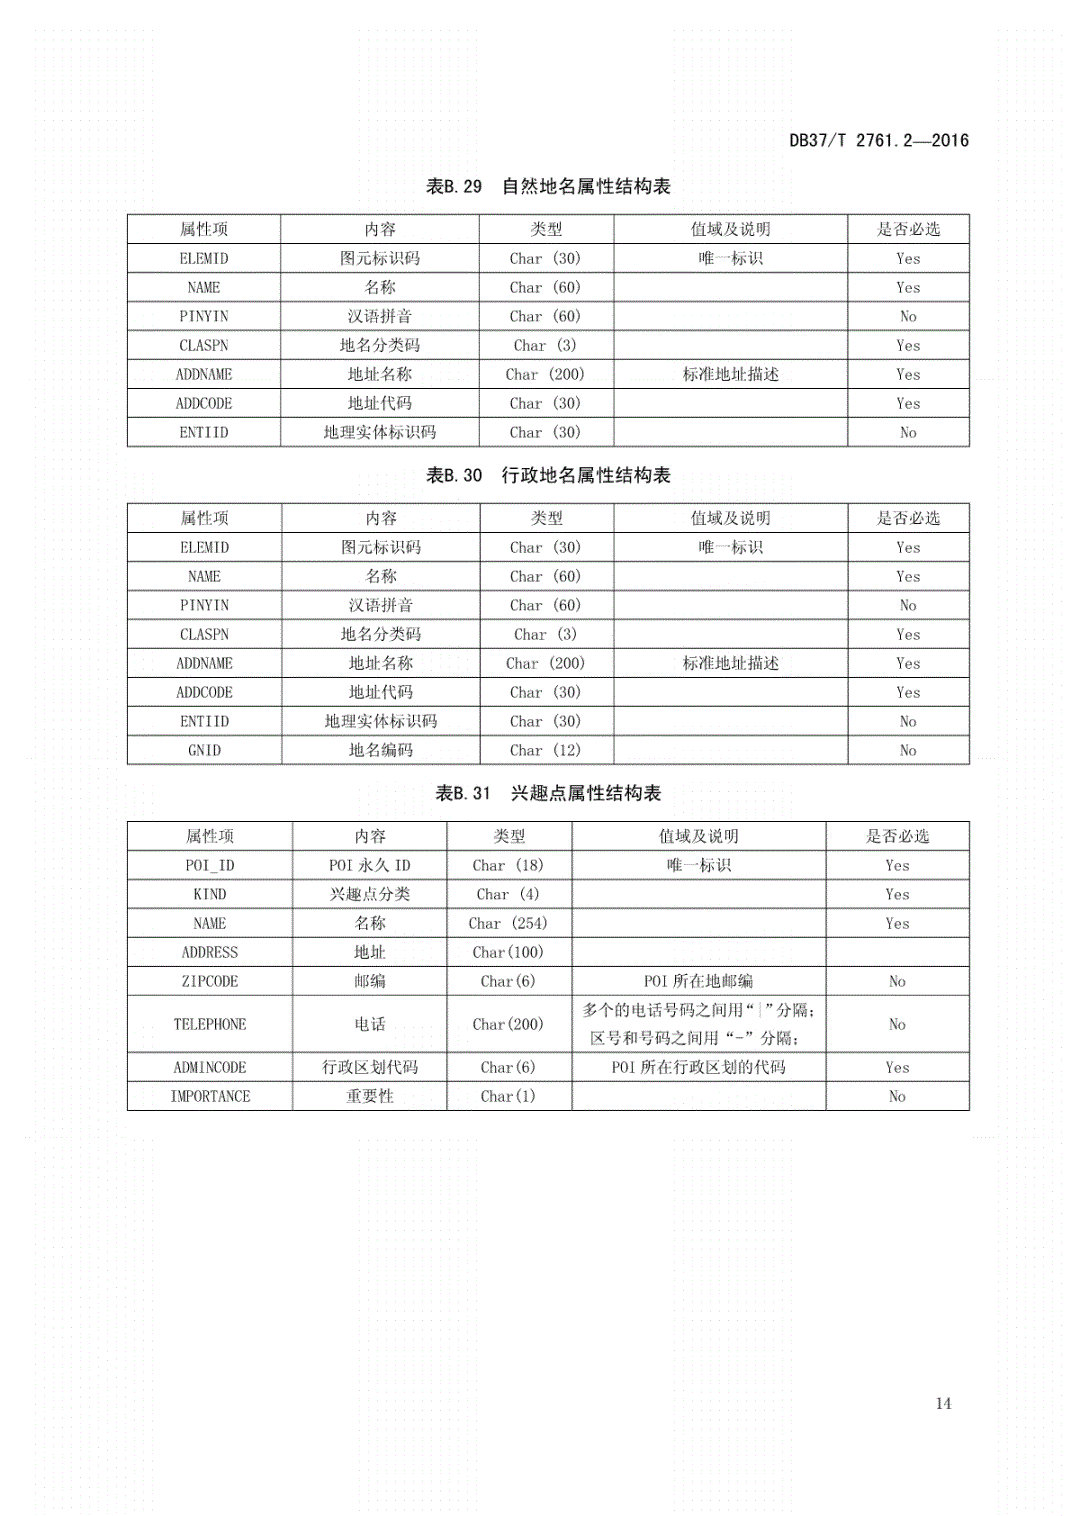 DB37/T 2761.2—2016
表B.29 自然地名属性结构表
属性项 内容 类型 值域及说明 是否必选
ELEMID 图元标识码 Char (30) 唯一标识 Yes
NAME 名称 Char (60) Yes
PINYIN 汉语拼音 Char (60) No
CLASPN 地名分类码 Char (3) Yes
ADDNAME 地址名称 Char (200) 标准地址描述 Yes
ADDCODE 地址代码 Char (30) Yes
ENTIID 地理实体标识码 Char (30) No
表B.30 行政地名属性结构表
属性项 内容 类型 值域及说明 是否必选
ELEMID 图元标识码 Char (30) 唯一标识 Yes
NAME 名称 Char (60) Yes
PINYIN 汉语拼音 Char (60) No
CLASPN 地名分类码 Char (3) Yes
ADDNAME 地址名称 Char (200) 标准地址描述 Yes
ADDCODE 地址代码 Char (30) Yes
ENTIID 地理实体标识码 Char (30) No
GNID 地名编码 Char (12) No
表B.31 兴趣点属性结构表
属性项 内容 类型 值域及说明 是否必选
POI_ID POI 永久 ID Char (18) 唯一标识 Yes
KIND 兴趣点分类 Char (4) Yes
NAME 名称 Char (254) Yes
ADDRESS 地址 Char(100)
ZIPCODE 邮编 Char(6) POI 所在地邮编 No
TELEPHONE 电话 Char(200) 多个的电话号码之间用“|”分隔;
区号和号码之间用“-”分隔; No
ADMINCODE 行政区划代码 Char(6) POI 所在行政区划的代码 Yes
IMPORTANCE 重要性 Char(1) No
14